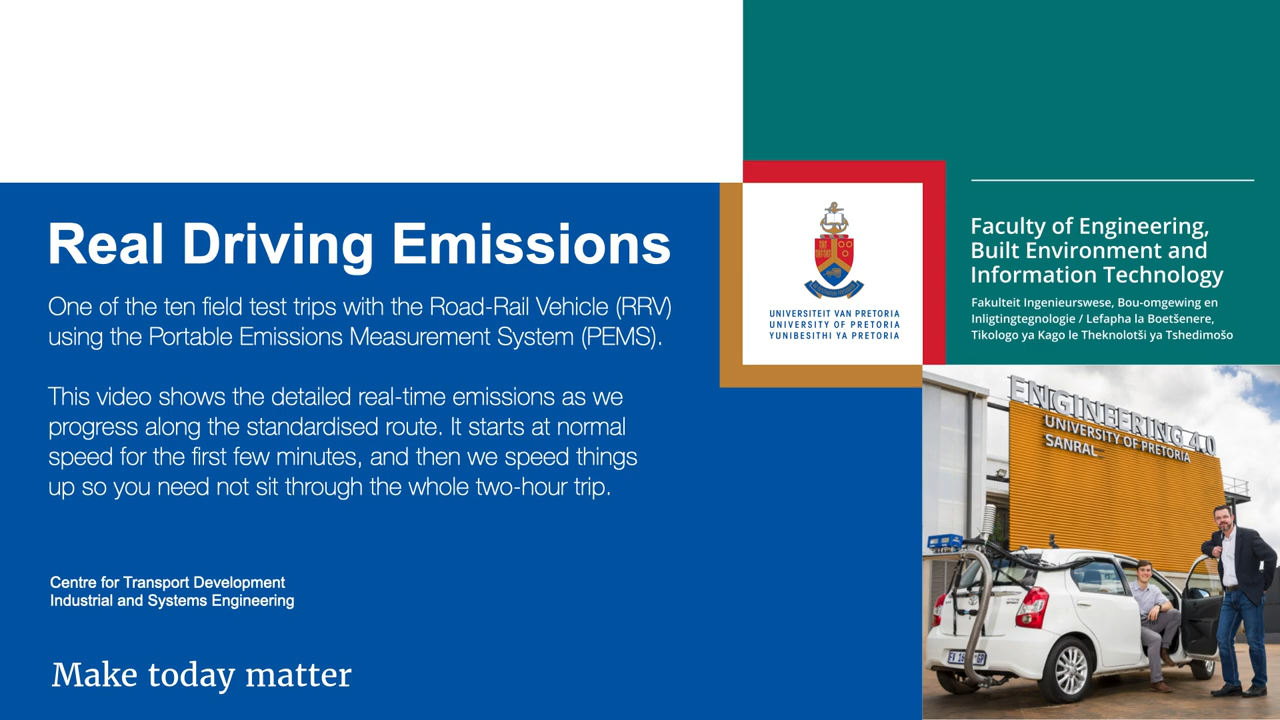 Real Driving Emissions
One of the ten field test trips with the Road-Rail Vehicle (RRV)
using the Portable Emissions Measurement System (PEMS).
This video shows the detailed real-time emissions as we
progress along the standardised route. It starts at normal
speed for the first few minutes, and then we speed things
up so you need not sit through the whole two-hour trip.
Centre for Transport Development
Industrial and Systems Engineering
Make today matter
UNIVERSITEIT VAN PRETORIA
UNIVERSITY OF PRETORIA
YUNIBESITHI YA PRETORIA
Faculty of Engineering,
Built Environment and
Information Technology
Fakulteit Ingenieurswese, Bou-omgewing en
Inligtingtegnologie / Lefapha la Boetšenere,
Tikologo ya Kago le Theknolotši ya Tshedimošo
ENGINEERING 4.0
UNIVERSITY OF PRETORIA
SANRAL